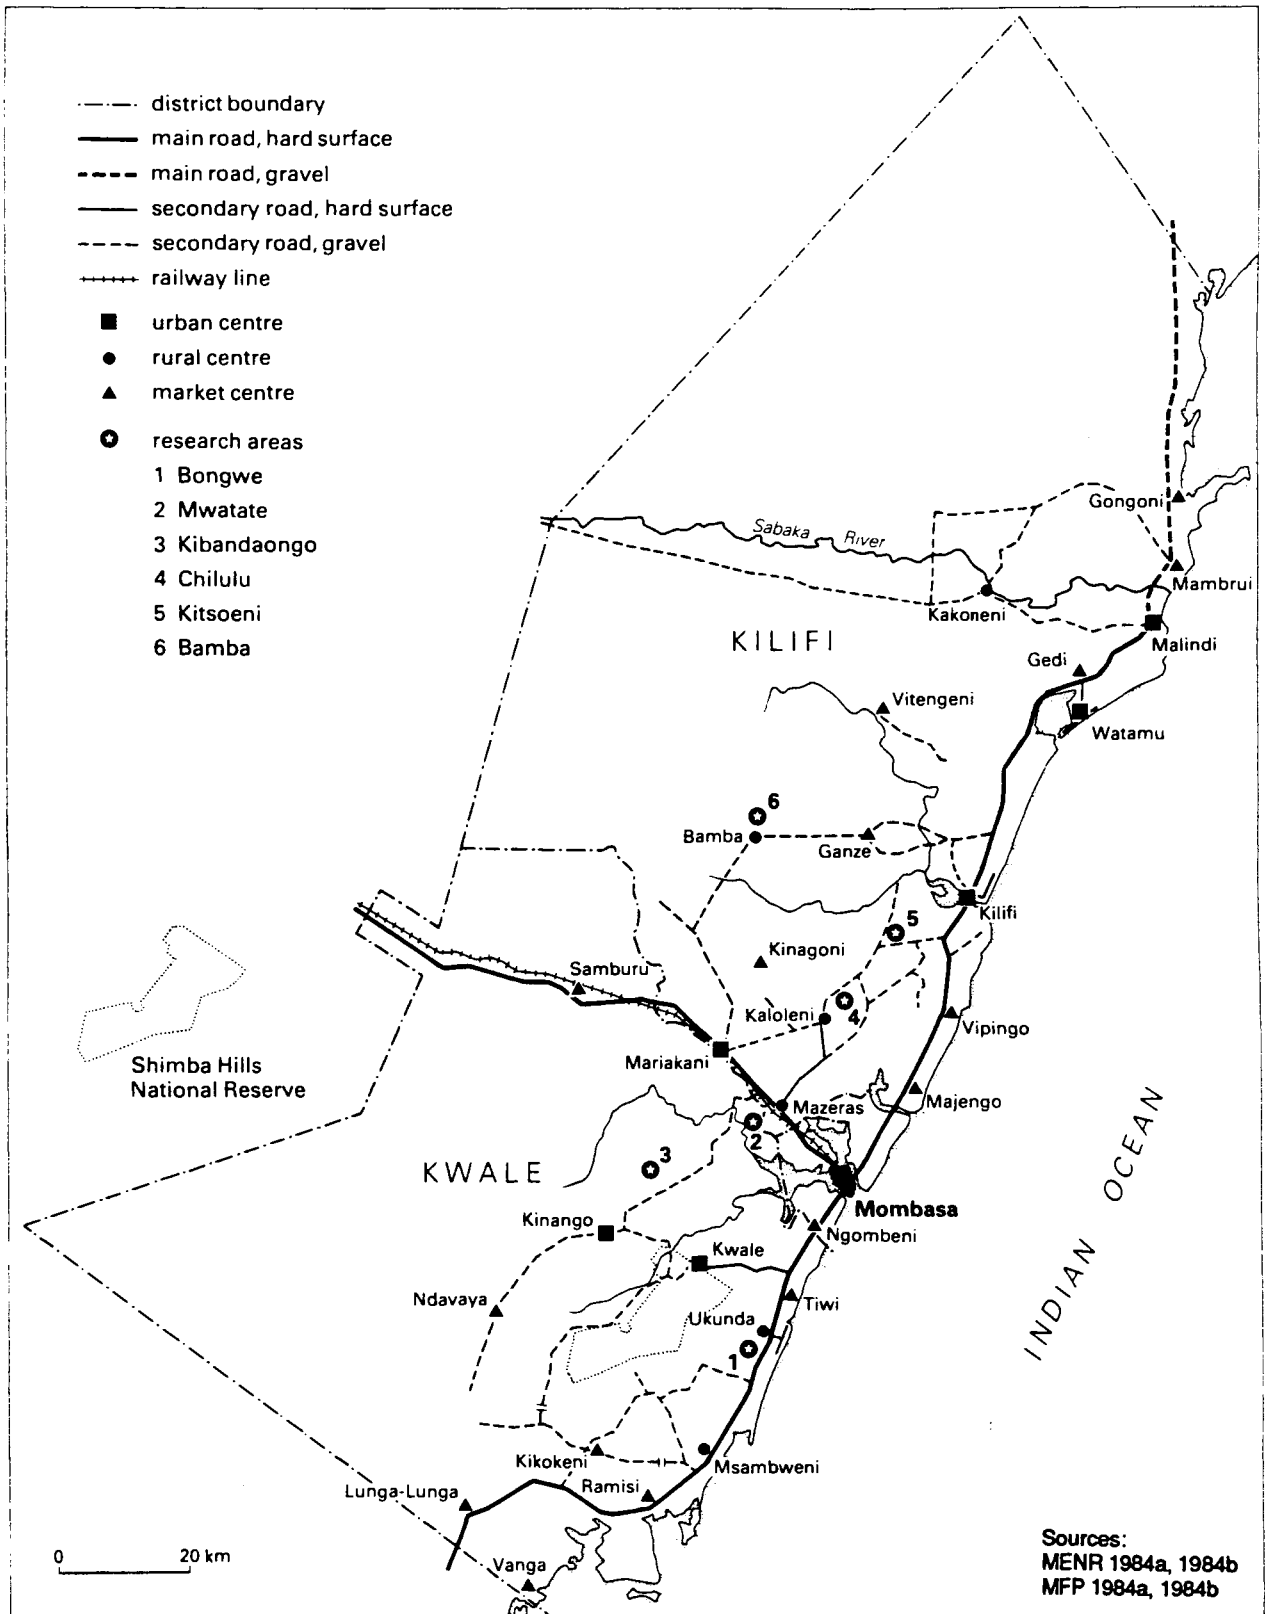 district boundary
main road, hard surface
main road, gravel
secondary road, hard surface
secondary road, gravel
railway line
urban centre
rural centre
market centre
research areas
1 Bongwe
2 Mwatate
3 Kibandaongo
4 Chilulu
5 Kitsoeni
6 Bamba
Gongoni
Sabaka River
Mambrui
Kakoneni
KILIFI
Malindi
Gedi
Vitengeni
Watamu
6
Bamba
Ganze
Kilifi
5
Kinagoni
Samburu
Kaloleni
4
Vipingo
Shimba Hills
National Reserve
Mariakani
Mazeras
Majengo
2
3
KWALE
Mombasa
Kinango
Ngombeni
Kwale
INDIAN OCEAN
Ndavaya
Tiwi
Ukunda
1
Kikokeni
Msambweni
Lunga-Lunga
Ramisi
Vanga
0 20 km
Sources:
MENR 1984a, 1984b
MFP 1984a, 1984b